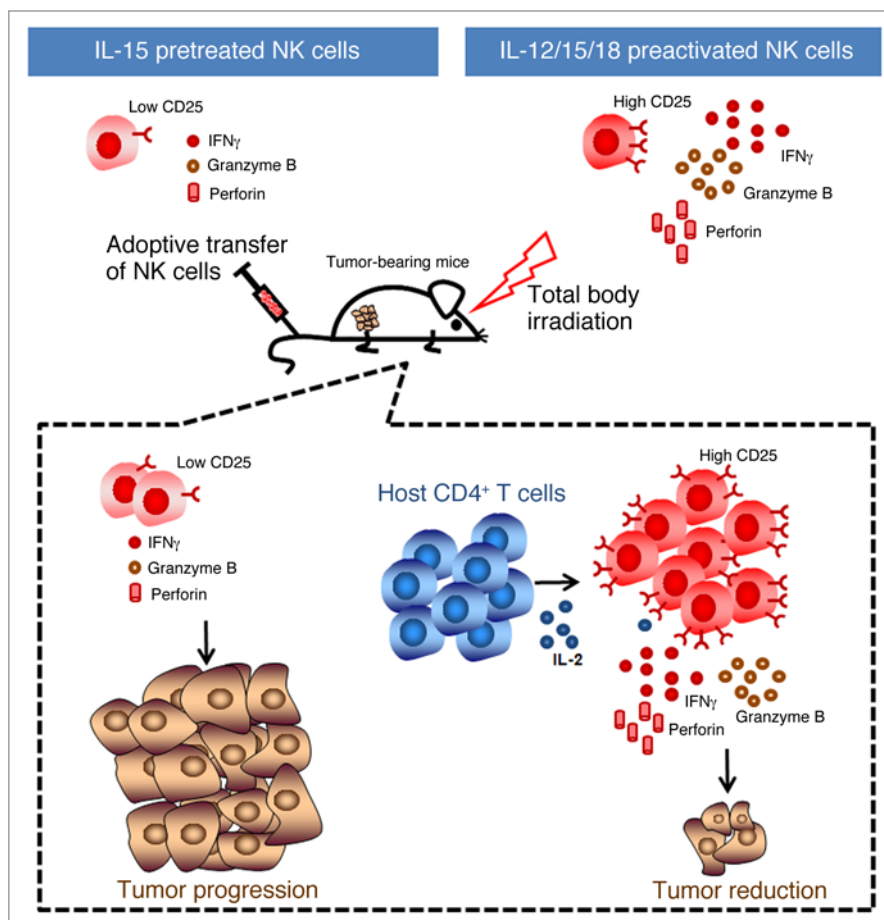 IL-15 pretreated NK cells
IL-12/15/18 preactivated NK cells
Low CD25
IFNγ
Granzyme B
Perforin
High CD25
IFNγ
Granzyme B
Perforin
Adoptive transfer
of NK cells
Tumor-bearing mice
Total body
irradiation
Low CD25
IFNγ
Granzyme B
Perforin
Tumor progression
Host CD4⁺ T cells
IL-2
High CD25
IFNγ
Granzyme B
Perforin
Tumor reduction